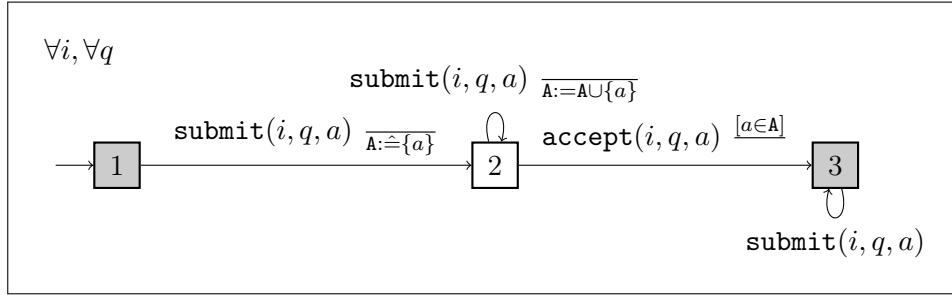 ∀i, ∀q
submit(i, q, a) A:=A∪{a}
submit(i, q, a) A:≙{a}
accept(i, q, a) [a∈A]
1
2
3
submit(i, q, a)